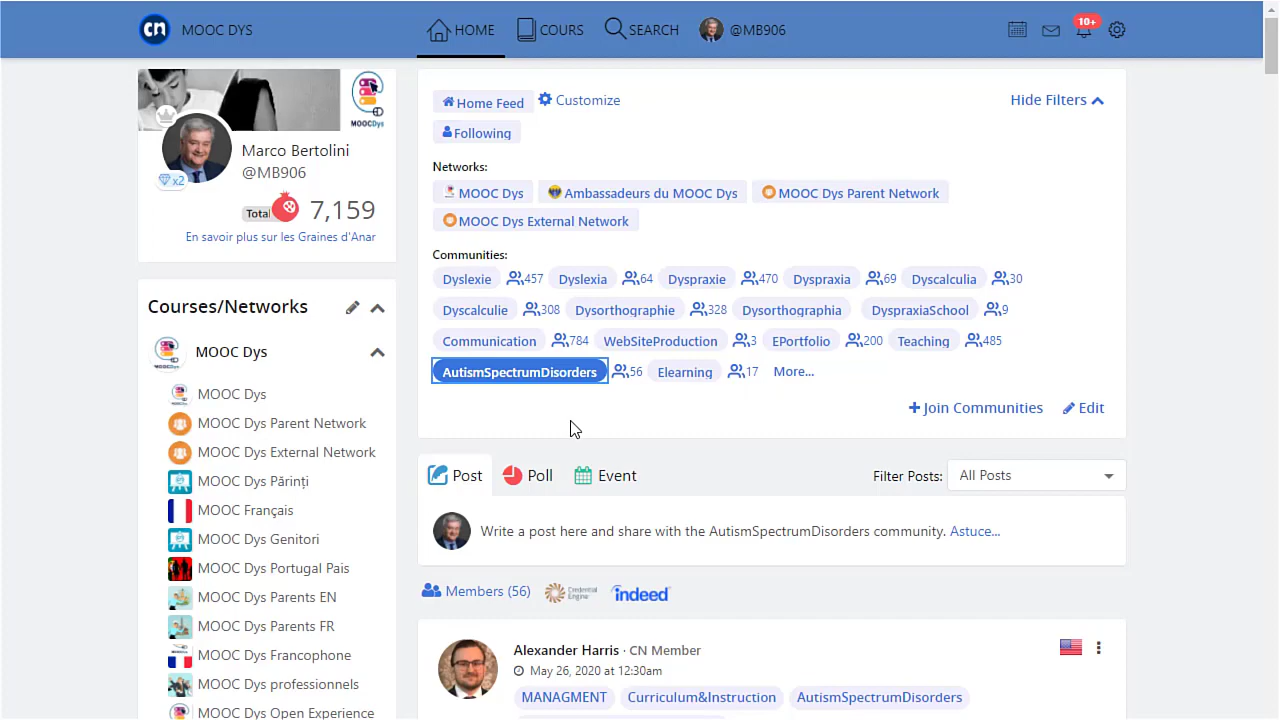 cn MOOC DYS
HOME
COURS
SEARCH
@MB906
10+
MOOCDys
Marco Bertolini
@MB906
x2
Total 7,159
En savoir plus sur les Graines d'Anar
Courses/Networks
MOOC Dys
MOOC Dys
MOOC Dys Parent Network
MOOC Dys External Network
MOOC Dys Părinți
MOOC Français
MOOC Dys Genitori
MOOC Dys Portugal Pais
MOOC Dys Parents EN
MOOC Dys Parents FR
MOOC Dys Francophone
MOOC Dys professionnels
MOOC Dys Open Experience
Home Feed Customize Hide Filters
Following
Networks:
MOOC Dys Ambassadeurs du MOOC Dys MOOC Dys Parent Network
MOOC Dys External Network
Communities:
Dyslexie 457 Dyslexia 64 Dyspraxie 470 Dyspraxia 69 Dyscalculia 30
Dyscalculie 308 Dysorthographie 328 Dysorthographia DyspraxiaSchool 9
Communication 784 WebSiteProduction 3 EPortfolio 200 Teaching 485
AutismSpectrumDisorders 56 Elearning 17 More...
+ Join Communities Edit
Post Poll Event Filter Posts: All Posts
Write a post here and share with the AutismSpectrumDisorders community. Astuce...
Members (56) Credential Engine indeed
Alexander Harris · CN Member
May 26, 2020 at 12:30am
MANAGMENT Curriculum&Instruction AutismSpectrumDisorders